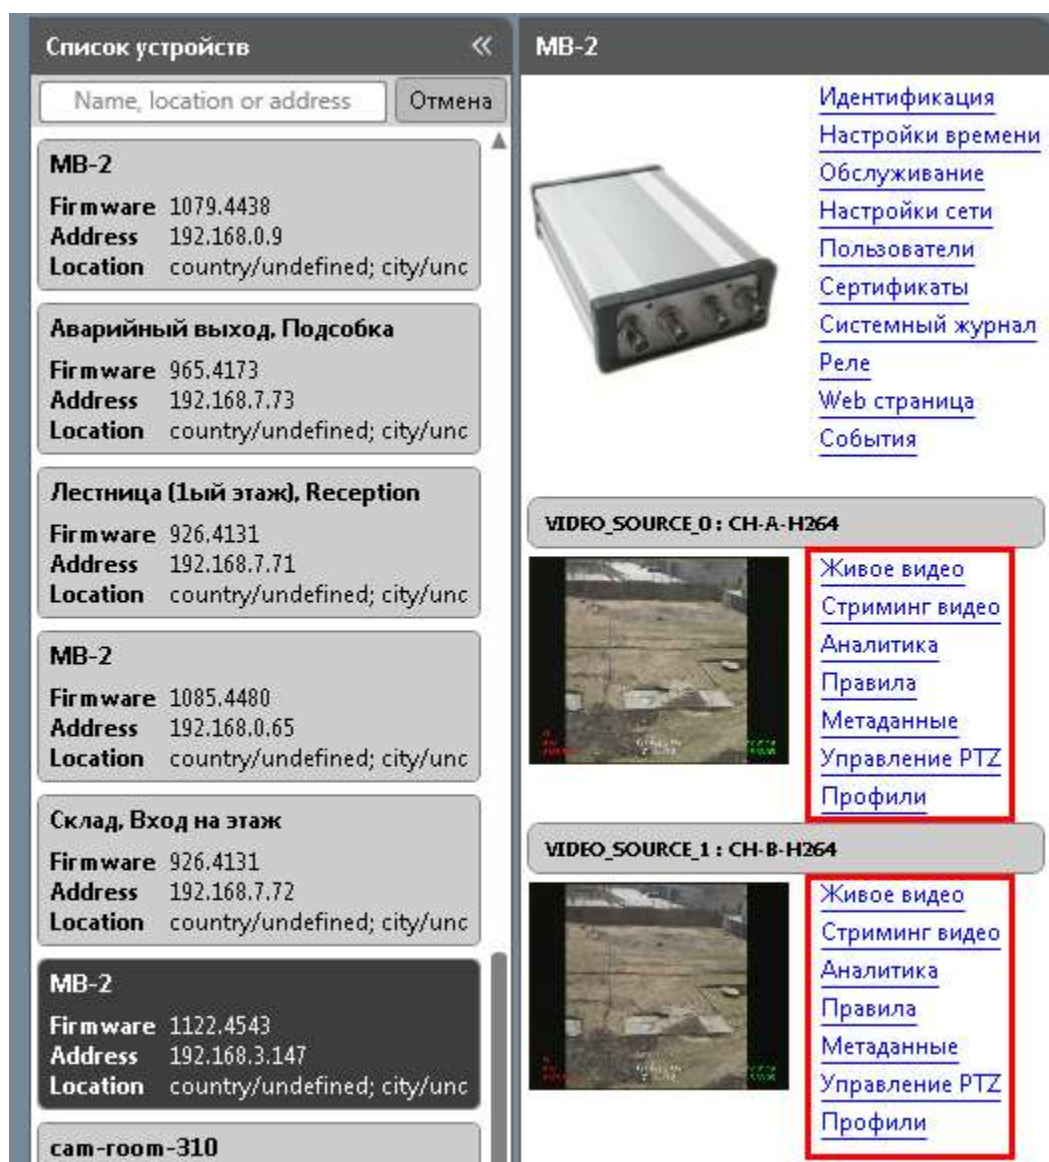 Список устройств «
Name, location or address Отмена
MB-2
Firmware 1079.4438
Address 192.168.0.9
Location country/undefined; city/unc
Аварийный выход, Подсобка
Firmware 965.4173
Address 192.168.7.73
Location country/undefined; city/unc
Лестница (1ый этаж), Reception
Firmware 926.4131
Address 192.168.7.71
Location country/undefined; city/unc
MB-2
Firmware 1085.4480
Address 192.168.0.65
Location country/undefined; city/unc
Склад, Вход на этаж
Firmware 926.4131
Address 192.168.7.72
Location country/undefined; city/unc
MB-2
Firmware 1122.4543
Address 192.168.3.147
Location country/undefined; city/unc
cam-room-310
MB-2
Идентификация
Настройки времени
Обслуживание
Настройки сети
Пользователи
Сертификаты
Системный журнал
Реле
Web страница
События
VIDEO_SOURCE_0 : CH-A-H264
Живое видео
Стриминг видео
Аналитика
Правила
Метаданные
Управление PTZ
Профили
VIDEO_SOURCE_1 : CH-B-H264
Живое видео
Стриминг видео
Аналитика
Правила
Метаданные
Управление PTZ
Профили